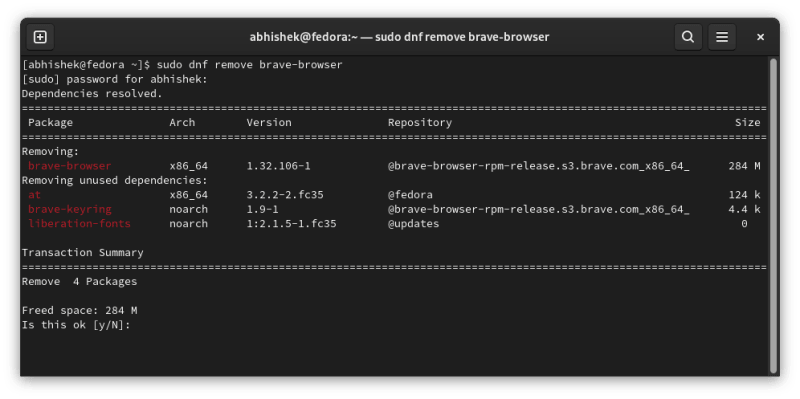 abhishek@fedora:~ — sudo dnf remove brave-browser
[abhishek@fedora ~]$ sudo dnf remove brave-browser
[sudo] password for abhishek:
Dependencies resolved.
================================================================================
Package Arch Version Repository Size
================================================================================
Removing:
brave-browser x86_64 1.32.106-1 @brave-browser-rpm-release.s3.brave.com_x86_64_ 284 M
Removing unused dependencies:
at x86_64 3.2.2-2.fc35 @fedora 124 k
brave-keyring noarch 1.9-1 @brave-browser-rpm-release.s3.brave.com_x86_64_ 4.4 k
liberation-fonts noarch 1:2.1.5-1.fc35 @updates 0
Transaction Summary
================================================================================
Remove  4 Packages
Freed space: 284 M
Is this ok [y/N]: